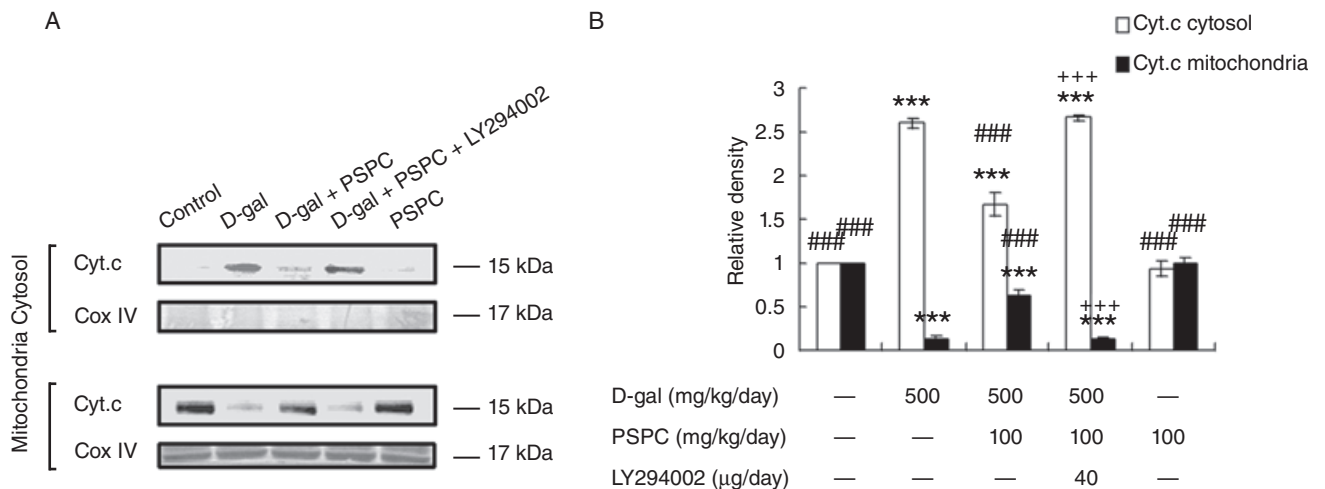 A
Control
D-gal
D-gal + PSPC
D-gal + PSPC + LY294002
PSPC
Cytosol
Cyt.c
15 kDa
Cox IV
17 kDa
Mitochondria
Cyt.c
15 kDa
Cox IV
17 kDa
B
Cyt.c cytosol
Cyt.c mitochondria
Relative density
3
2.5
2
1.5
1
0.5
0
###
###
***
***
###
***
###
***
+++
***
+++
***
###
###
D-gal (mg/kg/day) — 500 500 500 —
PSPC (mg/kg/day) — — 100 100 100
LY294002 (μg/day) — — — 40 —